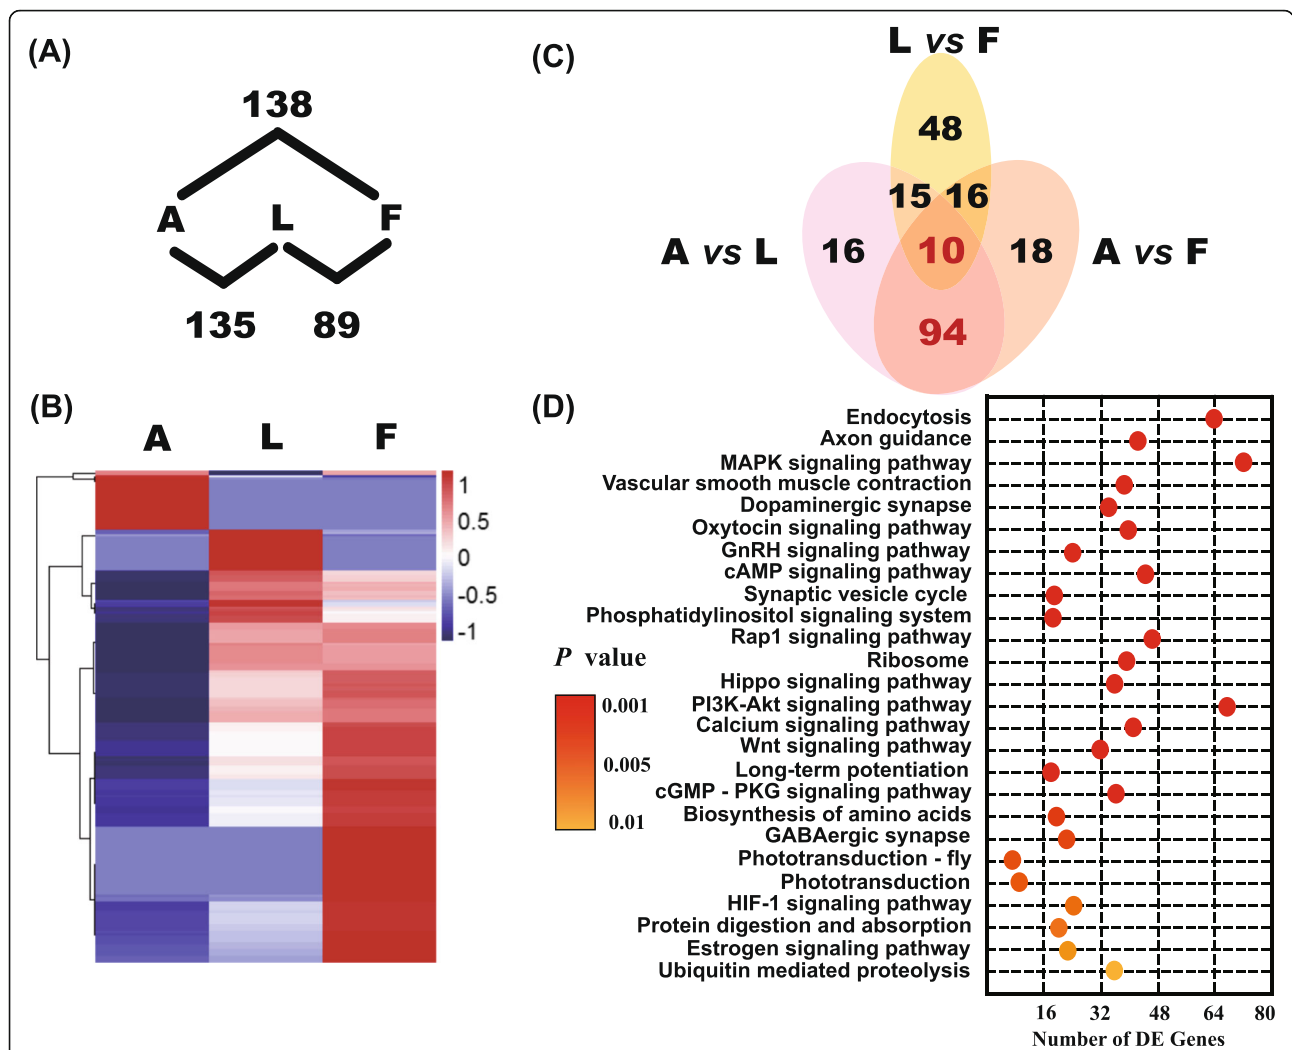 (A)
138
A L F
135 89
(B)
A L F
1
0.5
0
-0.5
-1
(C)
L vs F
48
15 16
A vs L 16 10 18 A vs F
94
(D)
Endocytosis
Axon guidance
MAPK signaling pathway
Vascular smooth muscle contraction
Dopaminergic synapse
Oxytocin signaling pathway
GnRH signaling pathway
cAMP signaling pathway
Synaptic vesicle cycle
Phosphatidylinositol signaling system
Rap1 signaling pathway
Ribosome
Hippo signaling pathway
PI3K-Akt signaling pathway
Calcium signaling pathway
Wnt signaling pathway
Long-term potentiation
cGMP - PKG signaling pathway
Biosynthesis of amino acids
GABAergic synapse
Phototransduction - fly
Phototransduction
HIF-1 signaling pathway
Protein digestion and absorption
Estrogen signaling pathway
Ubiquitin mediated proteolysis
P value
0.001
0.005
0.01
16 32 48 64 80
Number of DE Genes